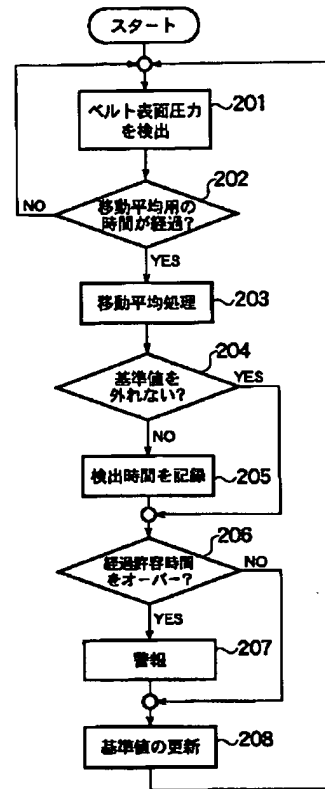 スタート
ベルト表面圧力
を検出
201
移動平均用の
時間が経過?
202
NO
YES
移動平均処理
203
基準値を
外れない?
204
YES
NO
検出時間を記録
205
経過許容時間
をオーバー?
206
NO
YES
警報
207
基準値の更新
208